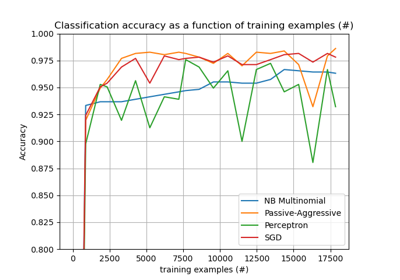 Classification accuracy as a function of training examples (#)
1.000
0.975
0.950
0.925
0.900
0.875
0.850
0.825
0.800
Accuracy
NB Multinomial
Passive-Aggressive
Perceptron
SGD
0 2500 5000 7500 10000 12500 15000 17500
training examples (#)